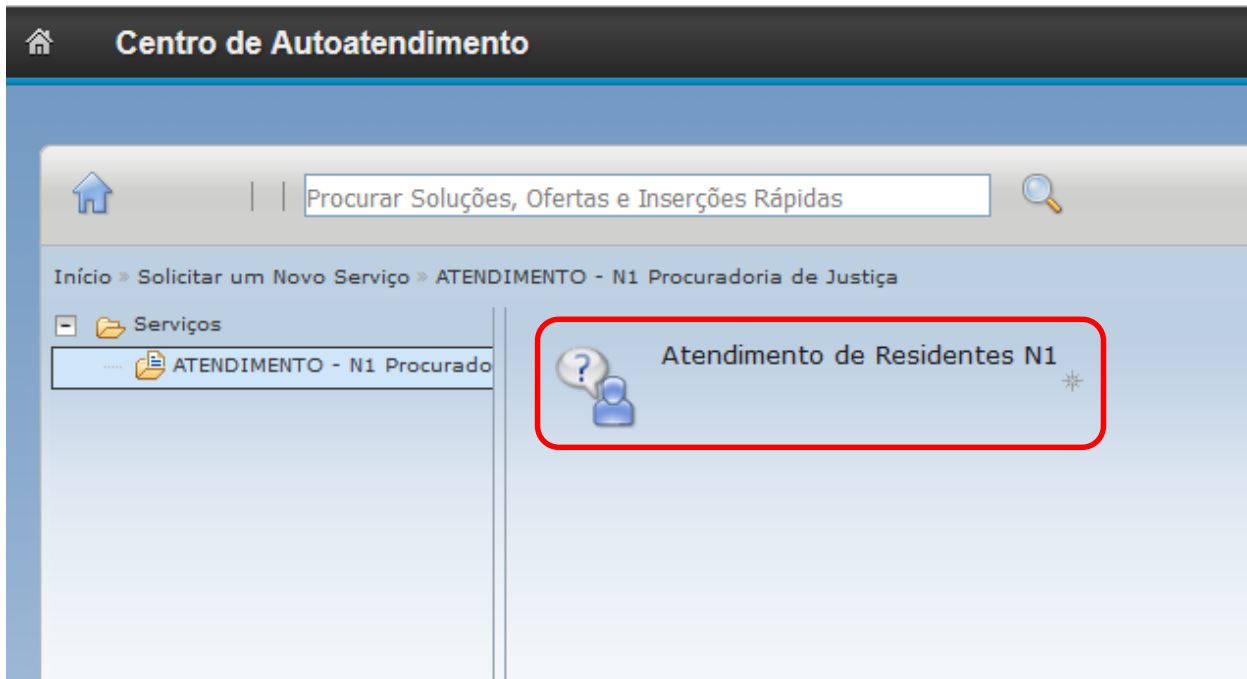 Centro de Autoatendimento
Procurar Soluções, Ofertas e Inserções Rápidas
Início » Solicitar um Novo Serviço » ATENDIMENTO - N1 Procuradoria de Justiça
Serviços
ATENDIMENTO - N1 Procurado
Atendimento de Residentes N1